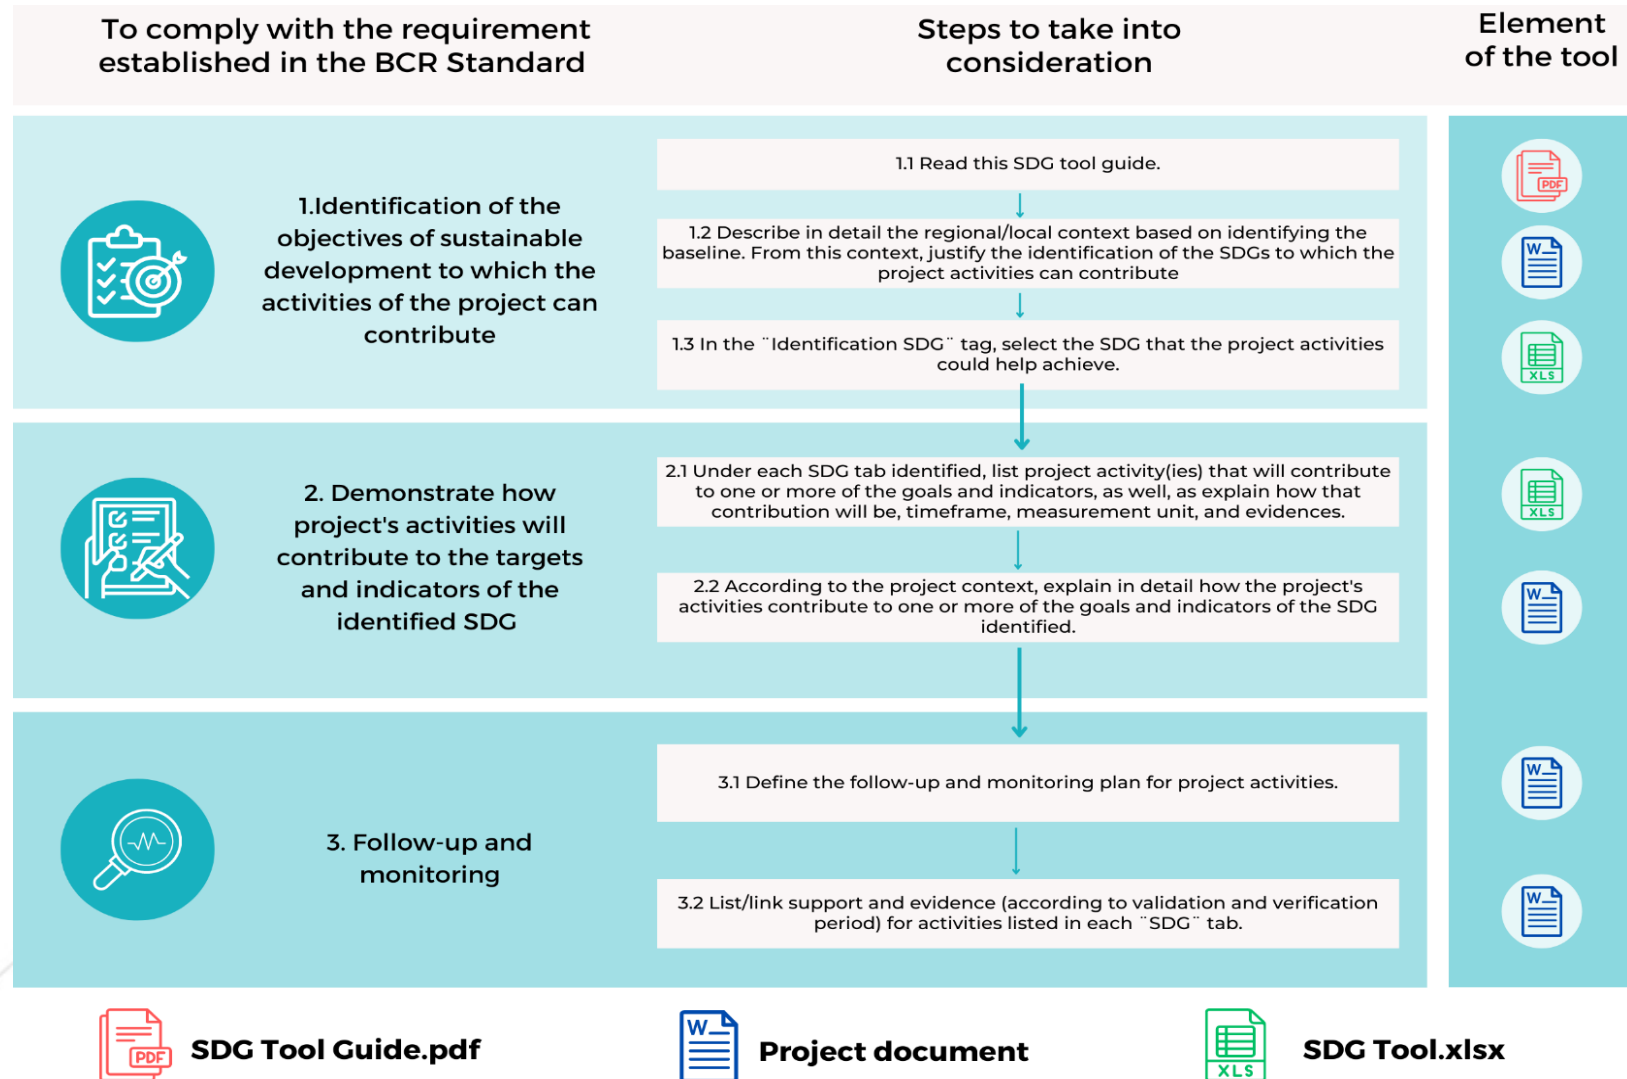 To comply with the requirement
established in the BCR Standard
Steps to take into
consideration
Element
of the tool
1.Identification of the
objectives of sustainable
development to which the
activities of the project can
contribute
1.1 Read this SDG tool guide.
PDF
1.2 Describe in detail the regional/local context based on identifying the
baseline. From this context, justify the identification of the SDGs to which the
project activities can contribute
W
1.3 In the ¨Identification SDG¨ tag, select the SDG that the project activities
could help achieve.
XLS
2. Demonstrate how
project's activities will
contribute to the targets
and indicators of the
identified SDG
2.1 Under each SDG tab identified, list project activity(ies) that will contribute
to one or more of the goals and indicators, as well, as explain how that
contribution will be, timeframe, measurement unit, and evidences.
XLS
2.2 According to the project context, explain in detail how the project's
activities contribute to one or more of the goals and indicators of the SDG
identified.
W
3. Follow-up and
monitoring
3.1 Define the follow-up and monitoring plan for project activities.
W
3.2 List/link support and evidence (according to validation and verification
period) for activities listed in each ¨SDG¨ tab.
W
PDF
SDG Tool Guide.pdf
W
Project document
XLS
SDG Tool.xlsx